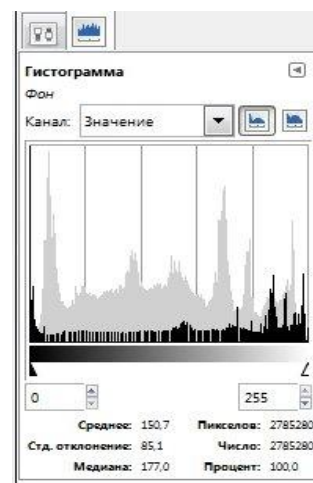 Гистограмма
Фон
Канал: Значение
0 255
Среднее: 150,7 Пикселов: 2785280
Стд. отклонение: 85,1 Число: 2785280
Медиана: 177,0 Процент: 100,0